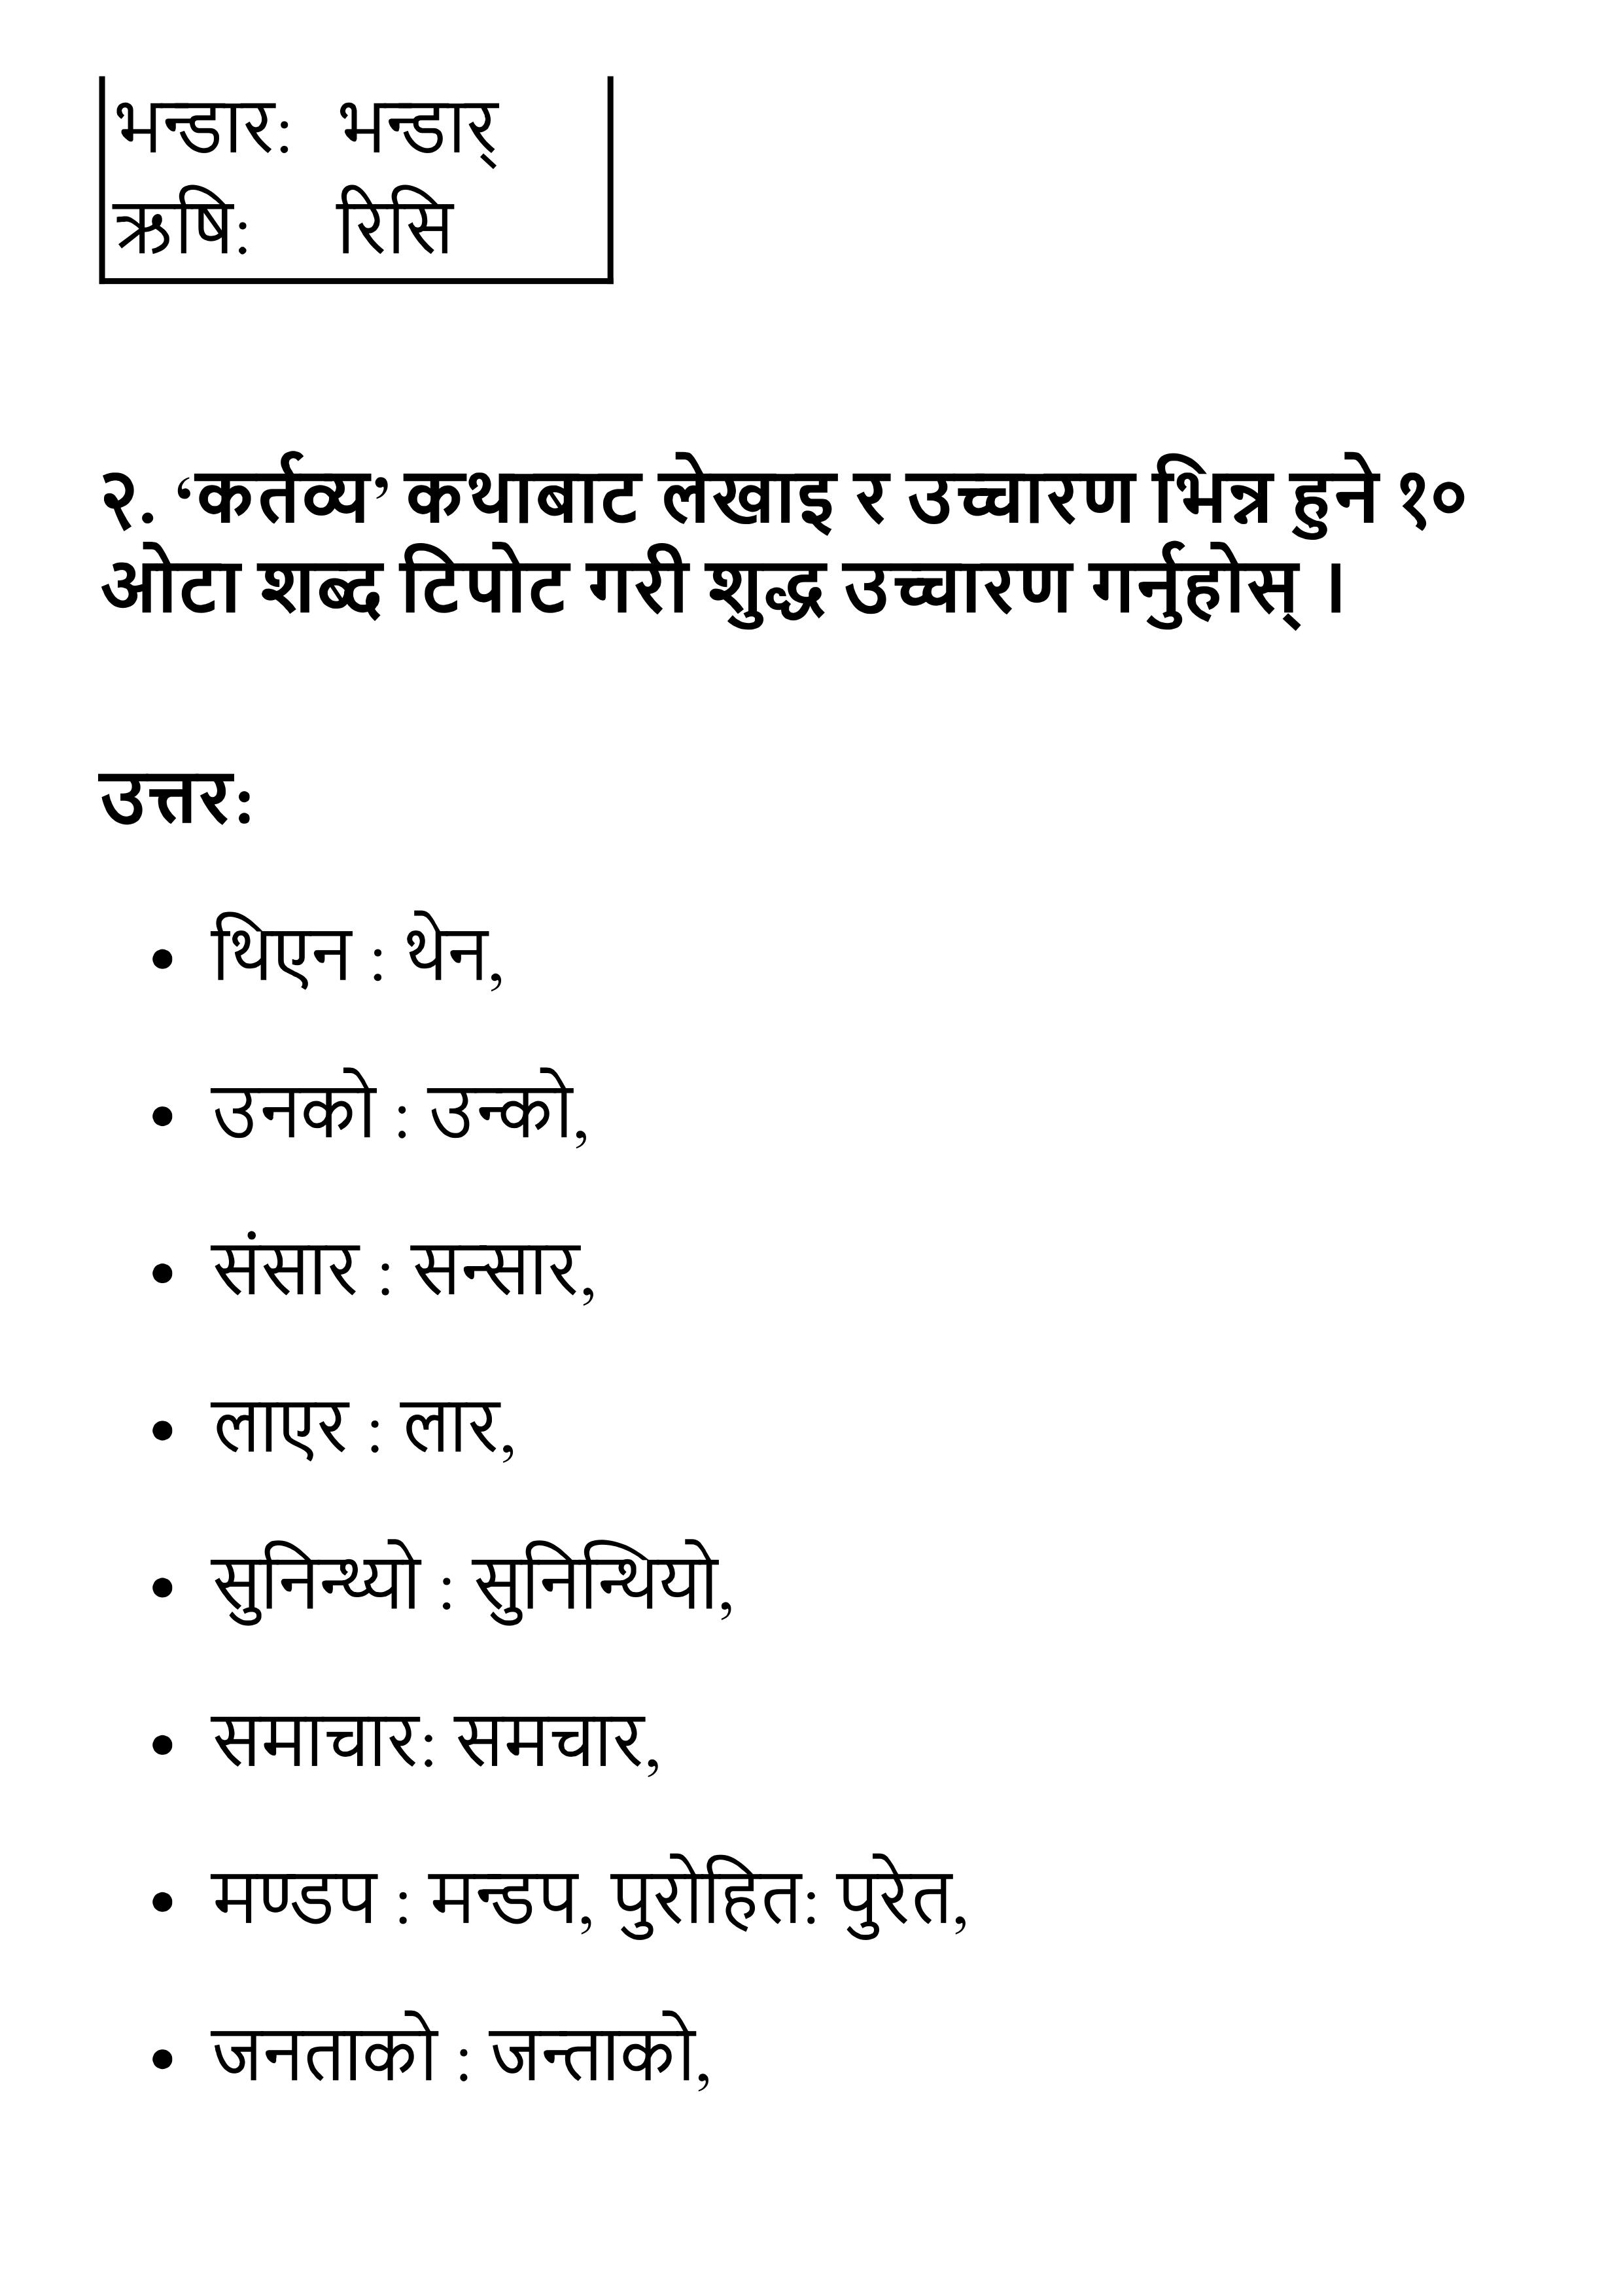 भन्डार: भन्डार्
ऋषि: रिसि
२. ‘कर्तव्य’ कथाबाट लेखाइ र उच्चारण भिन्न हुने १०
ओटा शब्द टिपोट गरी शुद्ध उच्चारण गर्नुहोस् ।
उत्तर:
• थिएन : थेन,
• उनको : उन्को,
• संसार : सन्सार,
• लाएर : लार,
• सुनिन्थ्यो : सुनिन्थियो,
• समाचार: समचार,
• मण्डप : मन्डप, पुरोहित: पुरेत,
• जनताको : जन्ताको,